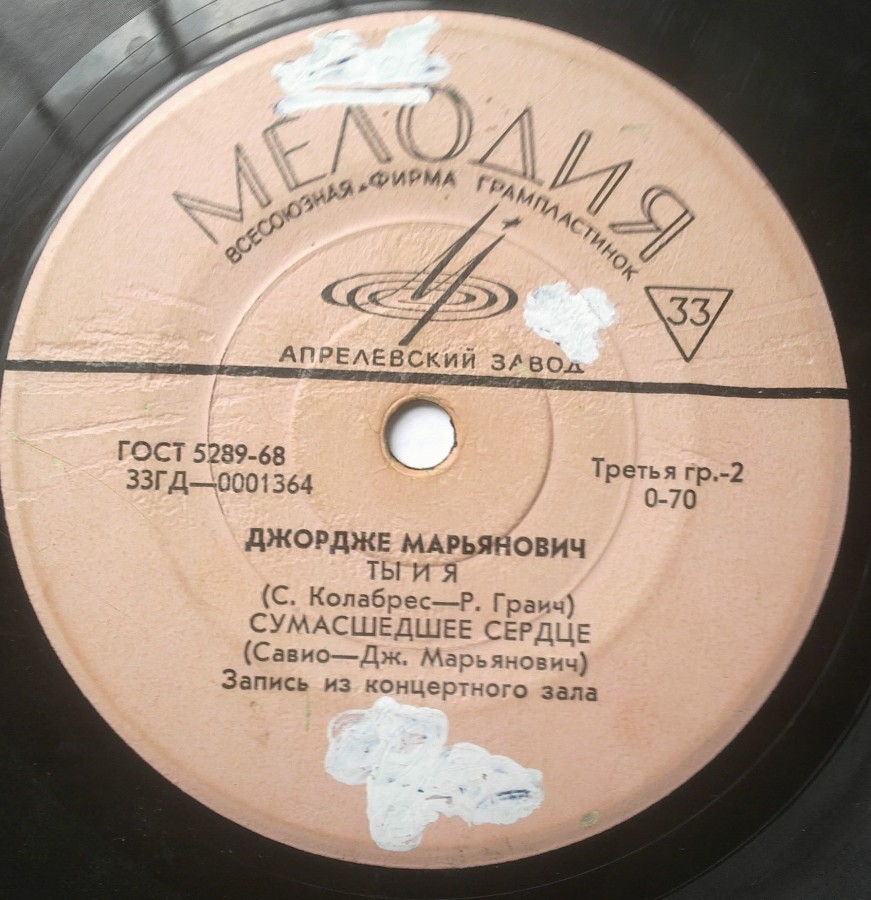 МЕЛОДИЯ
ВСЕСОЮЗНАЯ ФИРМА ГРАМПЛАСТИНОК
33
АПРЕЛЕВСКИЙ ЗАВОД
ГОСТ 5289-68
33ГД—0001364
Третья гр.-2
0-70
ДЖОРДЖЕ МАРЬЯНОВИЧ
ТЫ И Я
(С. Колабрес—Р. Граич)
СУМАСШЕДШЕЕ СЕРДЦЕ
(Савио—Дж. Марьянович)
Запись из концертного зала